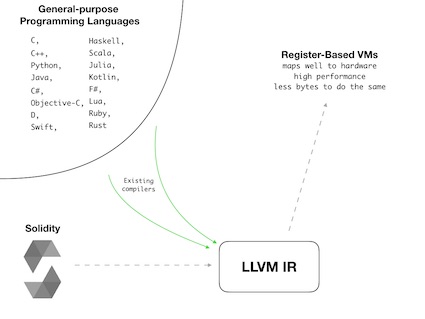 General-purpose
Programming Languages
C,
C++,
Python,
Java,
C#,
Objective-C,
D,
Swift,
Haskell,
Scala,
Julia,
Kotlin,
F#,
Lua,
Ruby,
Rust
Register-Based VMs
maps well to hardware
high performance
less bytes to do the same
Existing
compilers
Solidity
LLVM IR